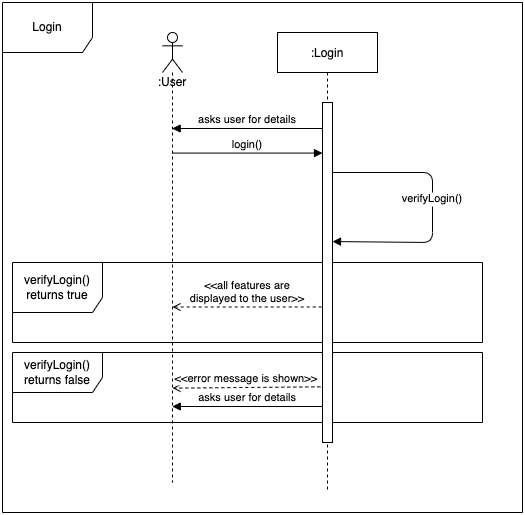 Login
:User
:Login
asks user for details
login()
verifyLogin()
verifyLogin()
returns true
<<all features are
displayed to the user>>
verifyLogin()
returns false
<<error message is shown>>
asks user for details